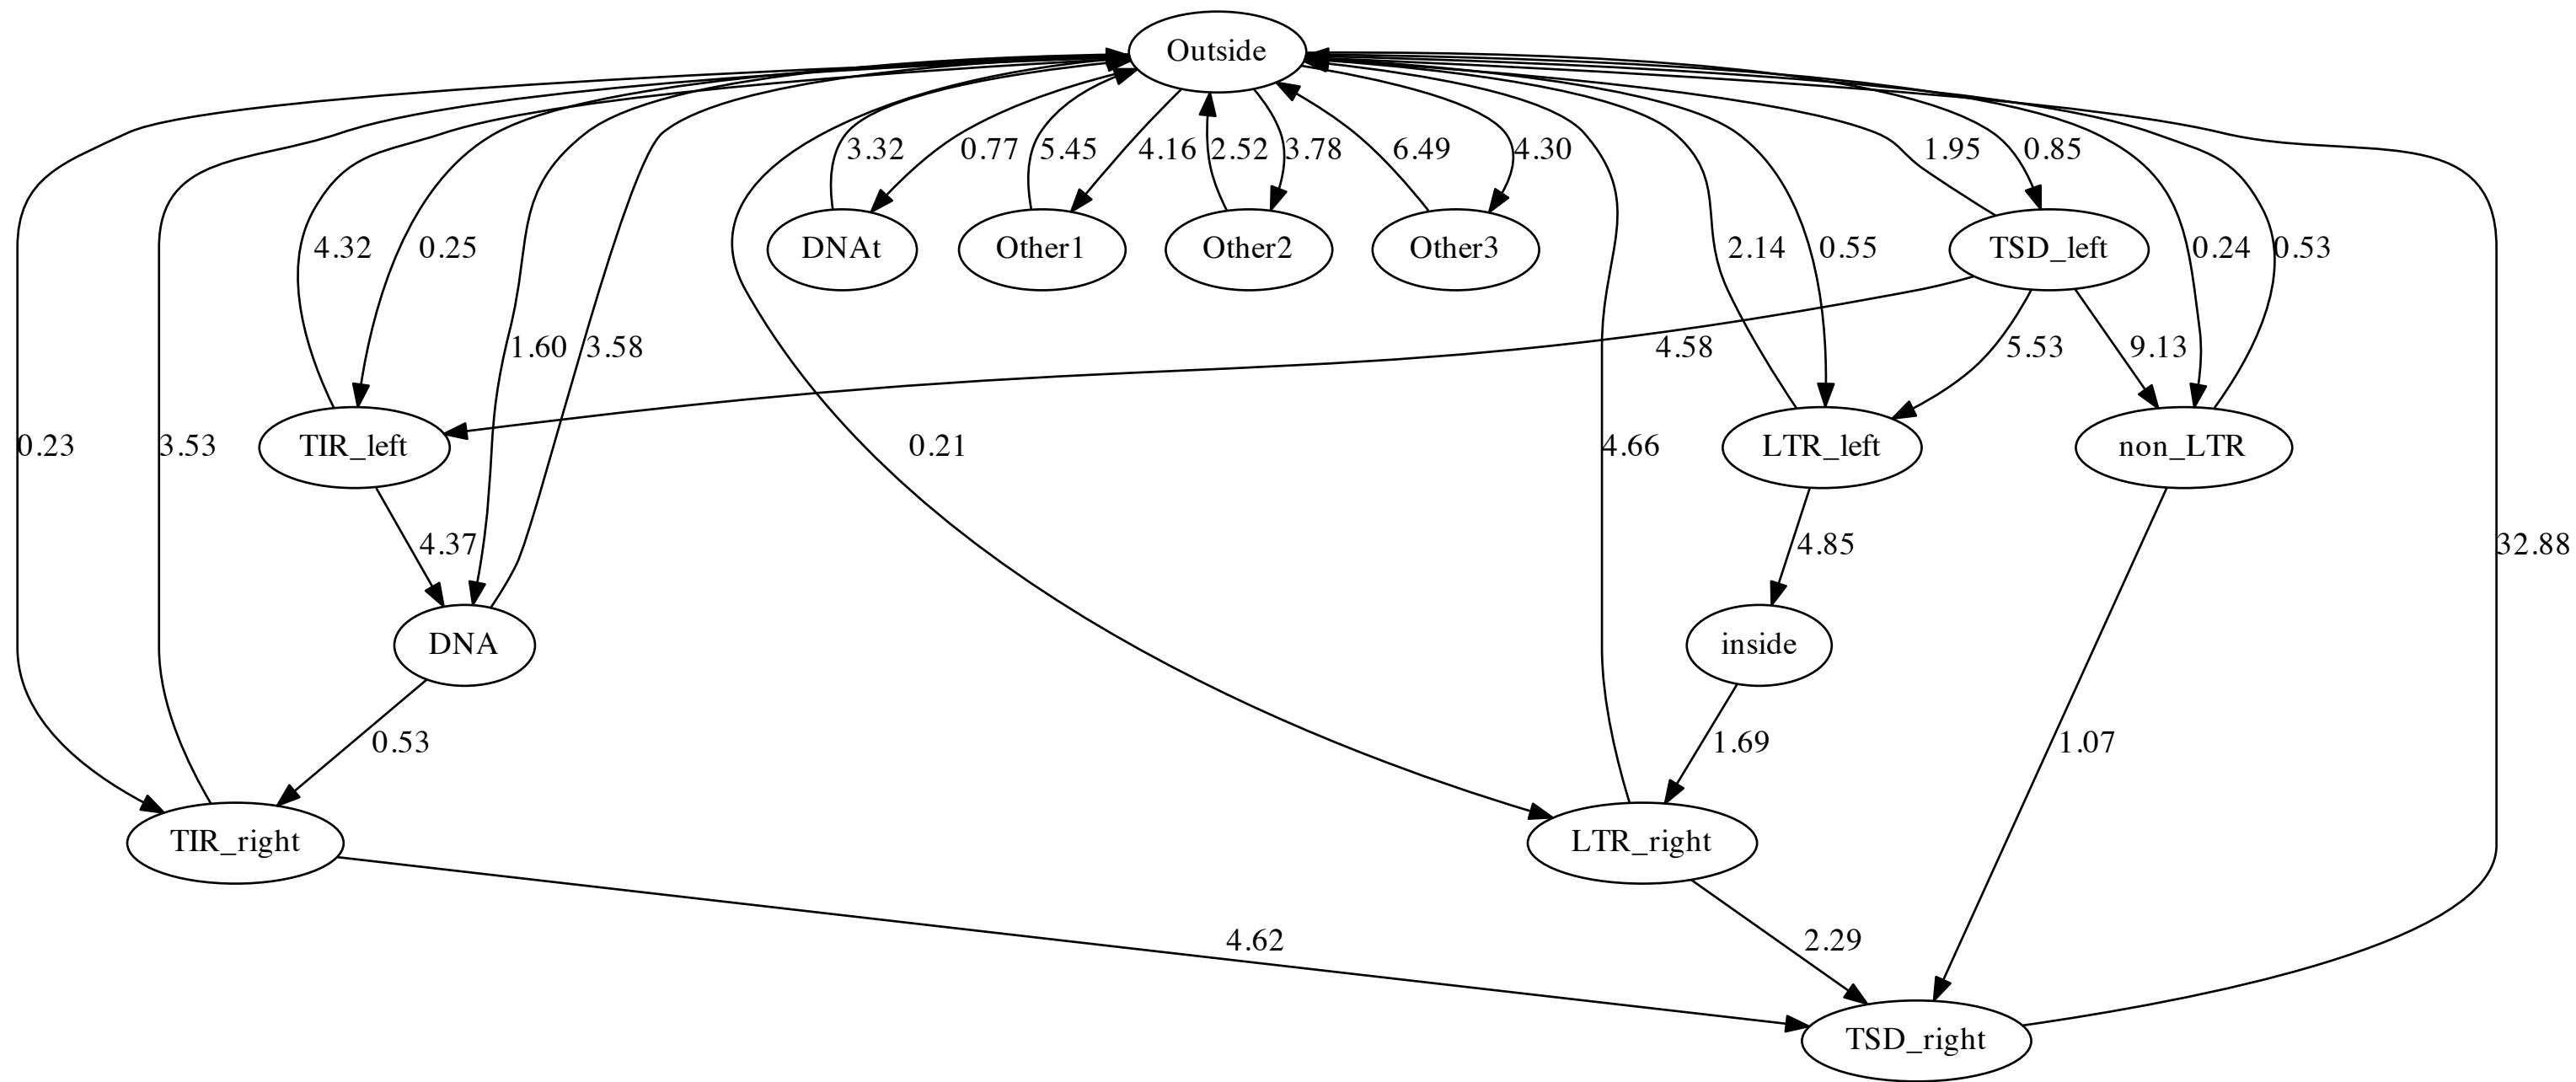 Outside
3.32
0.77
5.45
4.16
2.52
3.78
6.49
4.30
1.95
0.85
4.32
0.25
DNAt
Other1
Other2
Other3
2.14
0.55
TSD_left
0.24
0.53
1.60
3.58
4.58
5.53
9.13
0.23
3.53
TIR_left
0.21
4.66
LTR_left
non_LTR
4.37
4.85
32.88
DNA
inside
0.53
1.69
1.07
TIR_right
LTR_right
4.62
2.29
TSD_right